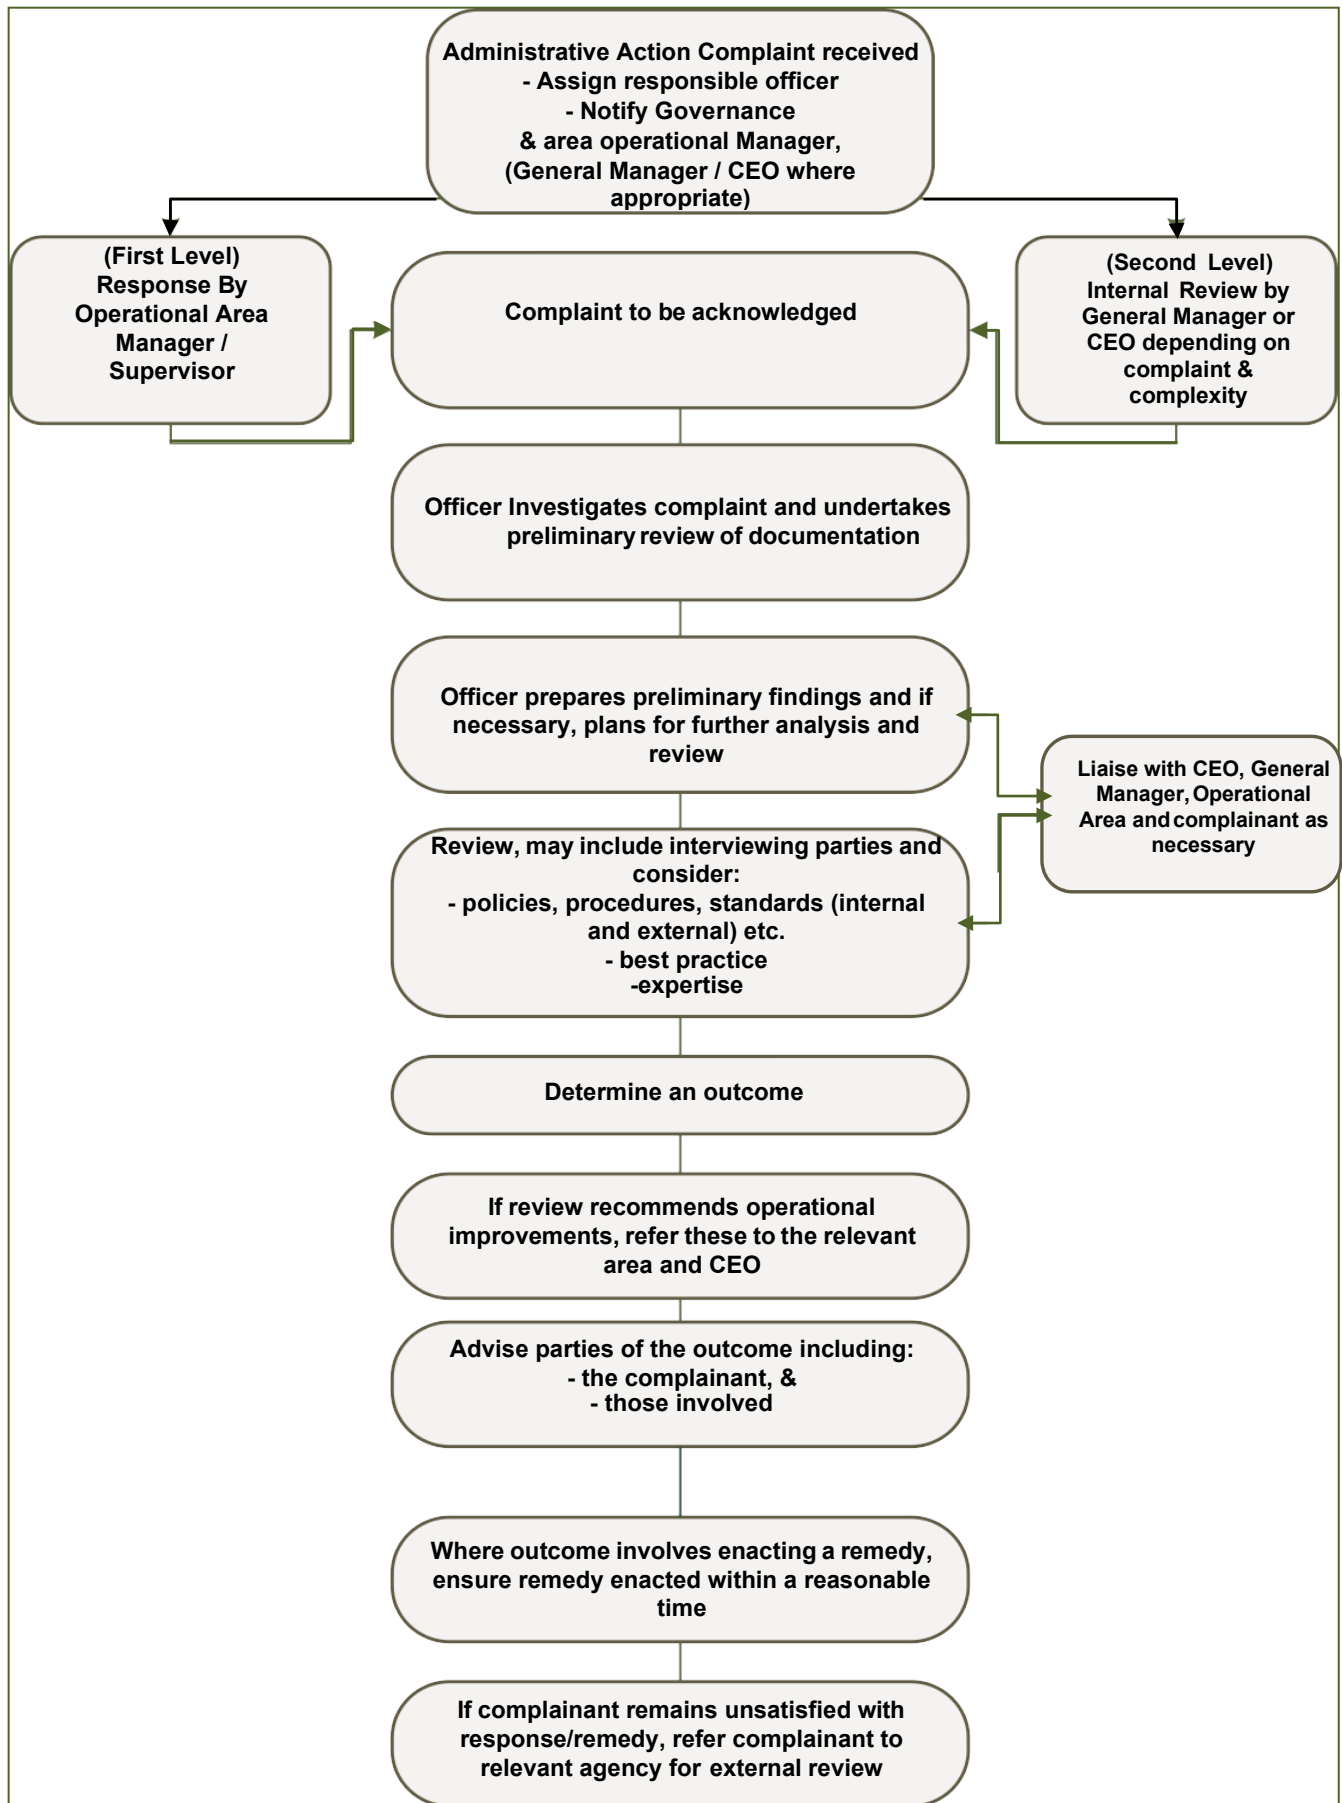 Administrative Action Complaint received
- Assign responsible officer
- Notify Governance
& area operational Manager,
(General Manager / CEO where
appropriate)
(First Level)
Response By
Operational Area
Manager /
Supervisor
Complaint to be acknowledged
(Second Level)
Internal Review by
General Manager or
CEO depending on
complaint &
complexity
Officer Investigates complaint and undertakes
preliminary review of documentation
Officer prepares preliminary findings and if
necessary, plans for further analysis and
review
Liaise with CEO, General
Manager, Operational
Area and complainant as
necessary
Review, may include interviewing parties and
consider:
- policies, procedures, standards (internal
and external) etc.
- best practice
-expertise
Determine an outcome
If review recommends operational
improvements, refer these to the relevant
area and CEO
Advise parties of the outcome including:
- the complainant, &
- those involved
Where outcome involves enacting a remedy,
ensure remedy enacted within a reasonable
time
If complainant remains unsatisfied with
response/remedy, refer complainant to
relevant agency for external review